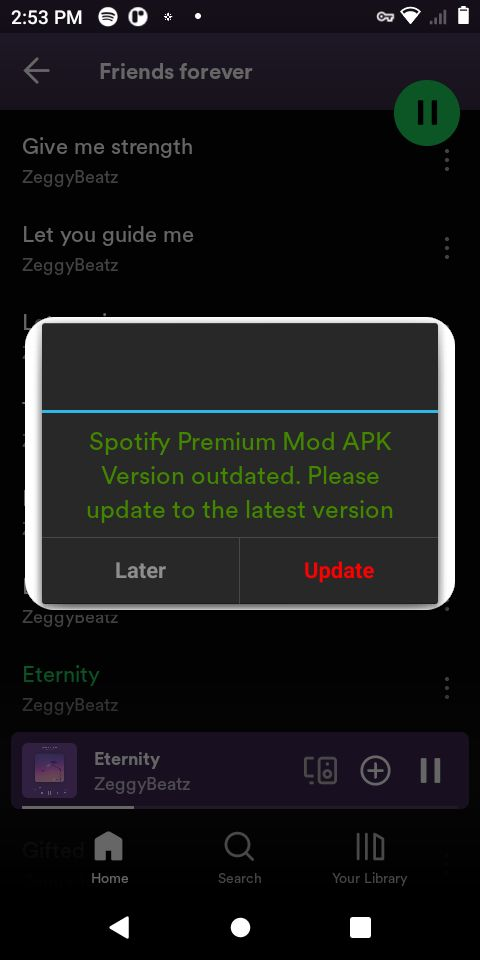 2:53 PM
Friends forever
Give me strength
ZeggyBeatz
Let you guide me
ZeggyBeatz
Spotify Premium Mod APK
Version outdated. Please
update to the latest version
Later
Update
ZeggyBeatz
Eternity
ZeggyBeatz
Eternity
ZeggyBeatz
Gifted
Home
Search
Your Library